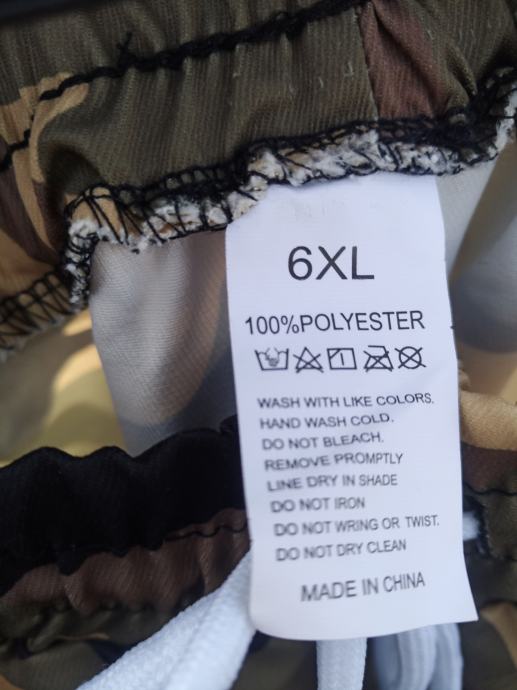 6XL
100%POLYESTER
WASH WITH LIKE COLORS.
HAND WASH COLD.
DO NOT BLEACH.
REMOVE PROMPTLY
LINE DRY IN SHADE
DO NOT IRON
DO NOT WRING OR TWIST.
DO NOT DRY CLEAN
MADE IN CHINA